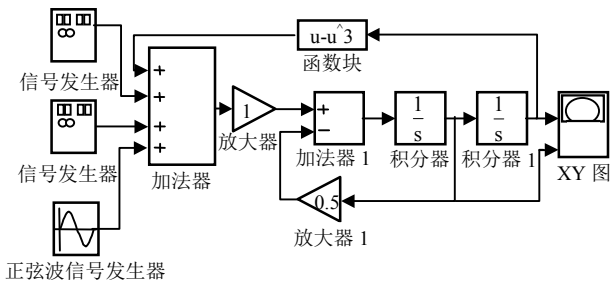 u-u^3
函数块
信号发生器
+
+
+
+
1
放大器
+
−
1
s
1
s
加法器 1
积分器
积分器 1
XY 图
信号发生器
加法器
0.5
放大器 1
正弦波信号发生器